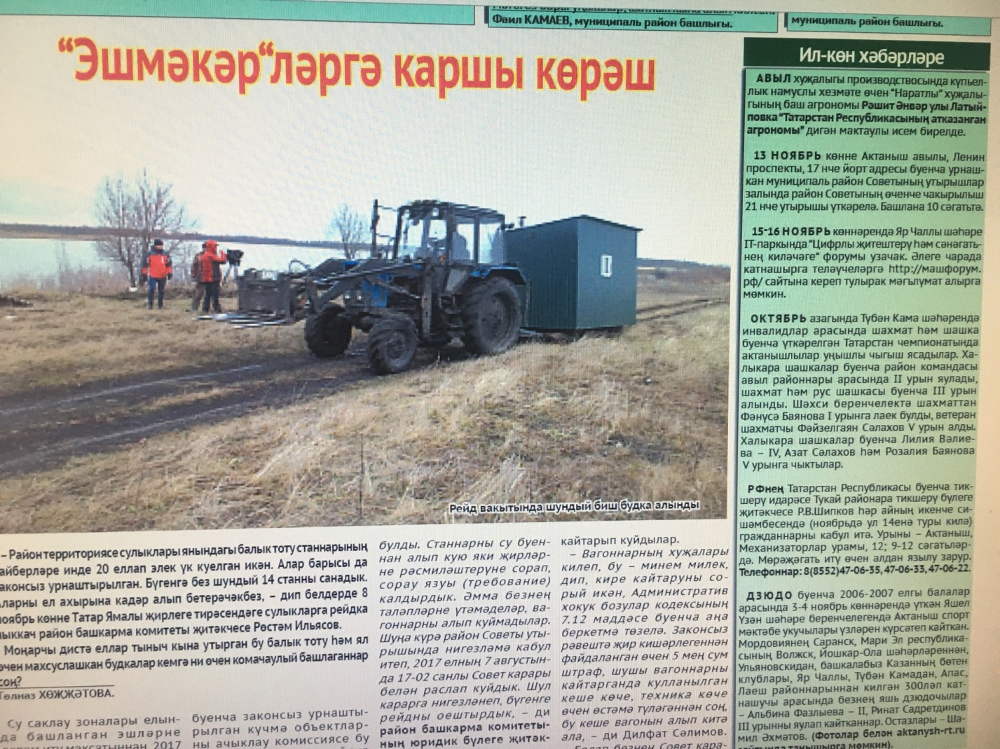 Фаил КАМАЕВ, муниципаль район башлыгы.
муниципаль район башлыгы.
“Эшмәкәр“ләргә каршы көрәш
Рейд вакытында шундый биш будка алынды
– Район территориясе сулыклары янындагы балык тоту станнарының
айберләре инде 20 еллап элек үк куелган икән. Алар барысы да
аконсыз урнаштырылган. Бүгенгә без шундый 14 станны санадык.
ларны ел ахырына кадәр алып бетерәчәкбез, – дип белдерде 8
ноябрь көнне Татар Ямалы җирлеге тирәсендәге сулыкларга рейдка
чыккач район башкарма комитеты җитәкчесе Рөстәм Ильясов.
Моңарчы дистә еллар тыныч кына утырган бу балык тоту һәм ял
өчен махсуслашкан будкалар кемгә ни өчен комачаулый башлаганнар
соң?
Гөлназ ХӨҖҖӘТОВА.
Су саклау зоналары елын-
да башланган эшләрне
итү максатыннан 2017
буенча законсыз урнашты-
рылган күчмә объектлар-
ны ачыклау комиссиясе бу
булды. Станнарны су буен-
нан алып кую яки җирләр-
не рәсмиләштерүне сорап,
сорау язуы (требование)
калдырдык. Әмма безнең
таләпләрне үтәмәделәр, ва-
гоннарны алып куймадылар.
Шуңа күрә район Советы уты-
рышында нигезләмә кабул
итеп, 2017 елның 7 августын-
да 17-02 санлы Совет карары
белән раслап куйдык. Шул
карарга нигезләнеп, бүгенге
рейдны оештырдык, – ди
район башкарма комитеты-
ның юридик бүлеге җитәк-
кайтарып куйдылар.
– Вагоннарның хуҗалары
килеп, бу – минем милек,
дип, кире кайтаруны со-
рый икән, Административ
хокук бозулар кодексының
7.12 маддәсе буенча аңа
беркетмә төзелә. Законсыз
рәвештә җир кишәрлегеннән
файдаланган өчен 5 мең сум
штраф, шушы вагоннарны
кайтарганда кулланылган
кеше көче, техника көче
өчен өстәмә түләгәннән соң,
бу кеше вагонын алып китә
ала, – ди Дилфат Сәлимов.
Болар безнең Совет кара-
Ил-көн хәбәрләре
АВЫЛ хуҗалыгы производствосында күпьел-
лык намуслы хезмәте өчен “Наратлы” хуҗалы-
гының баш агрономы Рәшит Әнвәр улы Латый-
повка “Татарстан Республикасының атказанган
агрономы” дигән мактаулы исем бирелде.
13 НОЯБРЬ көнне Актаныш авылы, Ленин
проспекты, 17 нче йорт адресы буенча урнаш-
кан муниципаль район Советының утырышлар
залында район Советының өченче чакырылыш
21 нче утырышы үткәрелә. Башлана 10 сәгатьтә.
15-16 НОЯБРЬ көннәрендә Яр Чаллы шәһәре
IT-паркында “Цифрлы җитештерү һәм сәнәгать-
нең киләчәге“ форумы узачак. Әлеге чарада
катнашырга теләүчеләргә http://машфорум.
рф/ сайтына кереп тулырак мәгълүмат алырга
мөмкин.
ОКТЯБРЬ азагында Түбән Кама шәһәрендә
инвалидлар арасында шахмат һәм шашка
буенча үткәрелгән Татарстан чемпионатында
актанышлылар уңышлы чыгыш ясадылар. Ха-
лыкара шашкалар буенча район командасы
авыл районнары арасында II урын яулады,
шахмат һәм рус шашкасы буенча III урын
алынды. Шәхси беренчелектә шахматтан
Фәнүсә Баянова I урынга лаек булды, ветеран
шахматчы Фәйзелгаян Сәлахов V урын алды.
Халыкара шашкалар буенча Лилия Вәлие-
ва – IV, Азат Сәлахов һәм Розалия Баянова
V урынга чыктылар.
РФнең Татарстан Республикасы буенча тик-
шерү идарәсе Тукай районара тикшерү бүлеге
җитәкчесе Р.В.Шипков һәр айның икенче си-
шәмбесендә (ноябрьдә ул 14енә туры килә)
гражданнарны кабул итә. Урыны – Актаныш,
Механизаторлар урамы, 12; 9-12 сәгатьләр-
дә. Мөрәҗәгать итү өчен алдан язылу зарур.
Телефоннар: 8(8552)47-06-35, 47-06-33, 47-06-22.
ДЗЮДО буенча 2006-2007 елгы балалар
арасында 3-4 ноябрь көннәрендә үткән Яшел
Үзән шәһәре беренчелегендә Актаныш спорт
мәктәбе укучылары үзләрен күрсәтеп кайткан.
Мордовиянең Саранск, Мари Эл республика-
сының Волжск, Йошкар-Ола шәһәрләреннән,
Ульяновскидан, башкалабыз Казанның бөтен
клублары, Яр Чаллы, Түбән Камадан, Апас,
Лаеш районнарыннан килгән 300ләп кат-
нашучы арасында безнең яшь дзюдочылар
– Альбина Фазлыева – II, Ринат Садретдинов
III урынны яулап кайтканнар. Остазлары – Ша-
мил Әхмәтов. (Фотолар белән aktanysh-rt.ru
сайтында танышырга мөмкин).